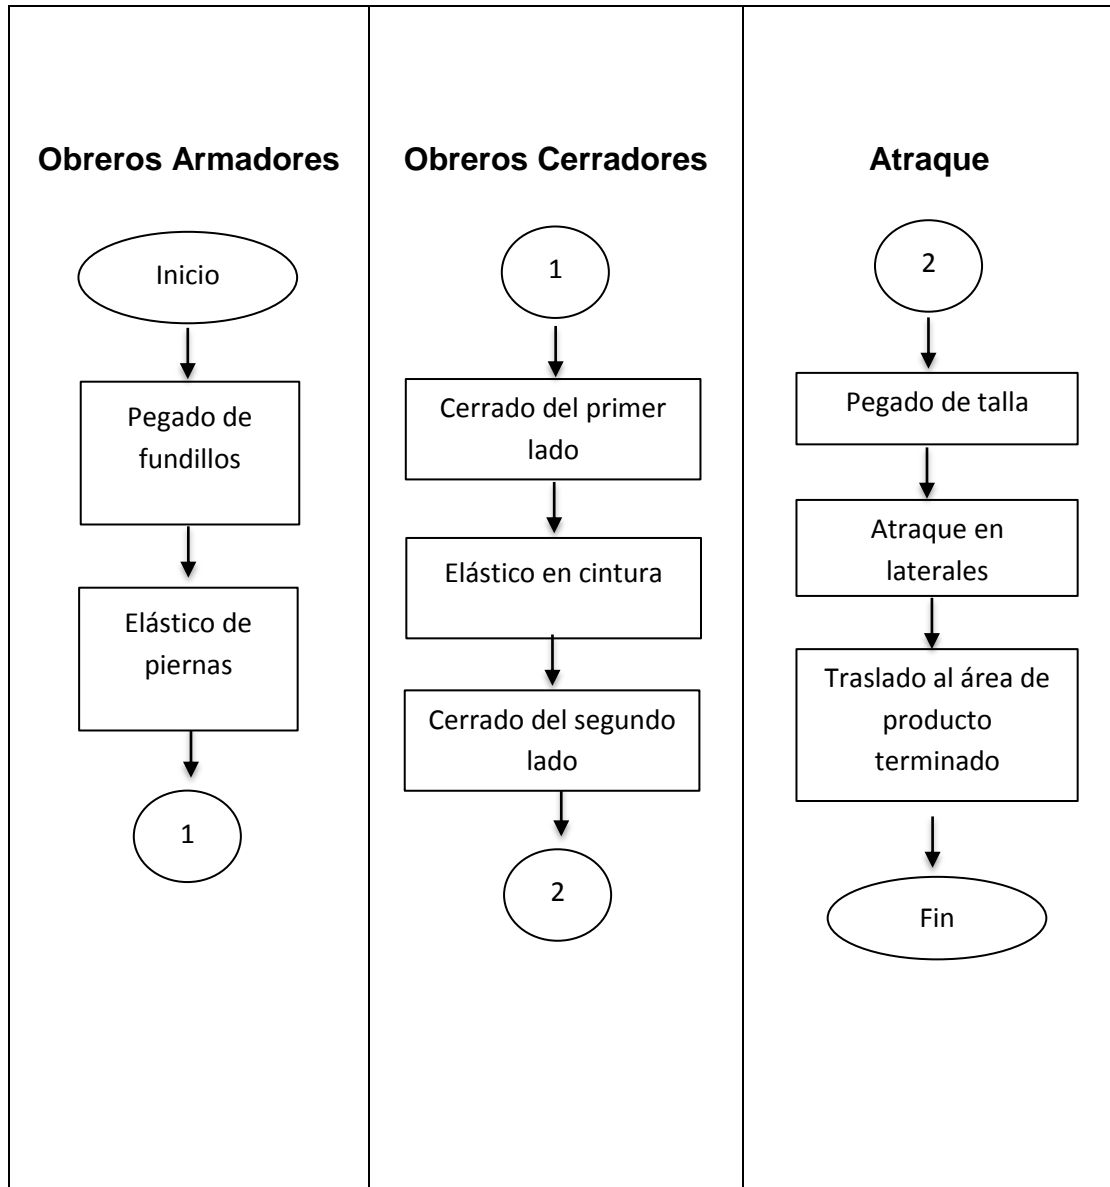 Obreros Armadores
Inicio
Pegado de
fundillos
Elástico de
piernas
1
Obreros Cerradores
1
Cerrado del primer
lado
Elástico en cintura
Cerrado del segundo
lado
2
Atraque
2
Pegado de talla
Atraque en
laterales
Traslado al área de
producto
terminado
Fin